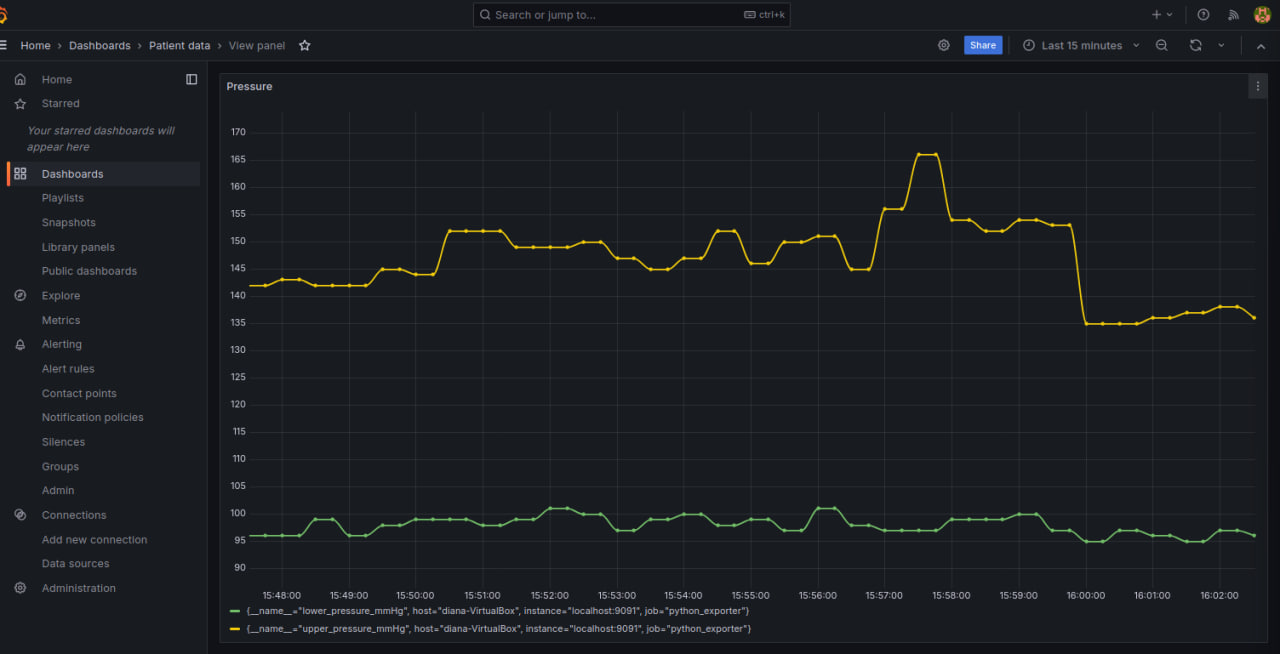 Search or jump to... ctrl+k
Home › Dashboards › Patient data › View panel
Share Last 15 minutes
Home
Starred
Your starred dashboards will
appear here
Dashboards
Playlists
Snapshots
Library panels
Public dashboards
Explore
Metrics
Alerting
Alert rules
Contact points
Notification policies
Silences
Groups
Admin
Connections
Add new connection
Data sources
Administration
Pressure
170
165
160
155
150
145
140
135
130
125
120
115
110
105
100
95
90
15:48:00 15:49:00 15:50:00 15:51:00 15:52:00 15:53:00 15:54:00 15:55:00 15:56:00 15:57:00 15:58:00 15:59:00 16:00:00 16:01:00 16:02:00
{__name__="lower_pressure_mmHg", host="diana-VirtualBox", instance="localhost:9091", job="python_exporter"}
{__name__="upper_pressure_mmHg", host="diana-VirtualBox", instance="localhost:9091", job="python_exporter"}